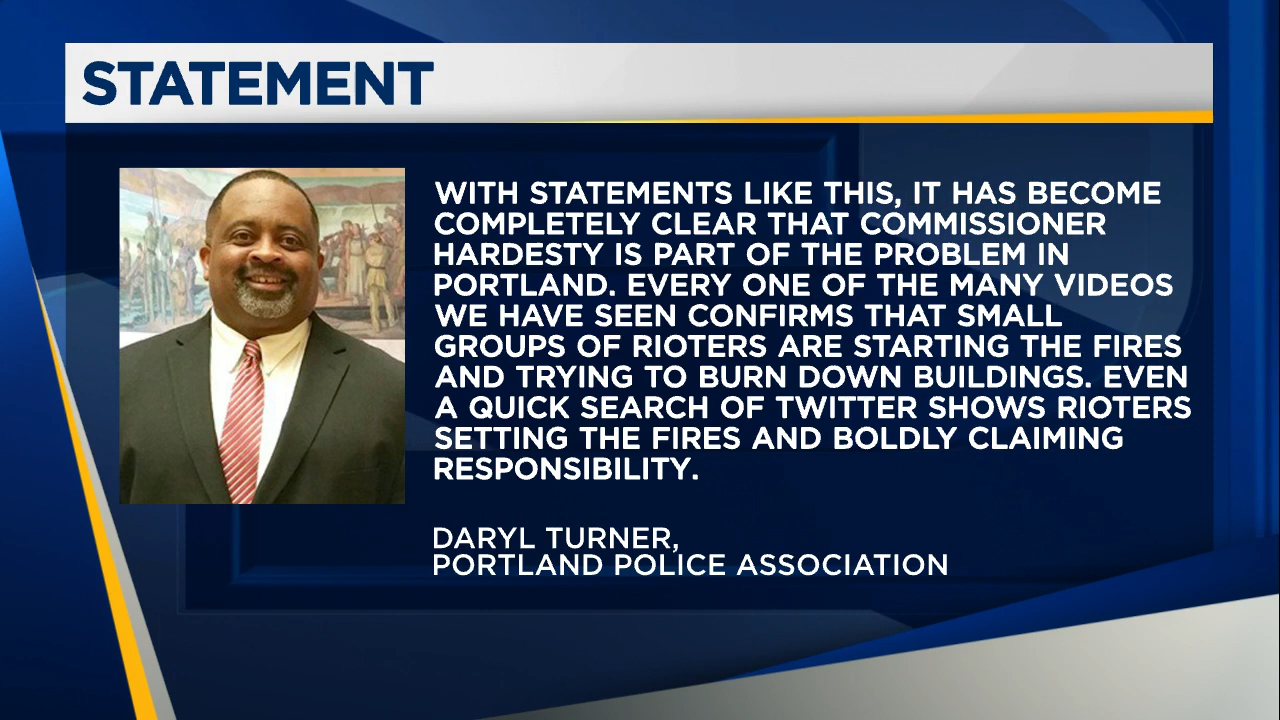 STATEMENT
WITH STATEMENTS LIKE THIS, IT HAS BECOME
COMPLETELY CLEAR THAT COMMISSIONER
HARDESTY IS PART OF THE PROBLEM IN
PORTLAND. EVERY ONE OF THE MANY VIDEOS
WE HAVE SEEN CONFIRMS THAT SMALL
GROUPS OF RIOTERS ARE STARTING THE FIRES
AND TRYING TO BURN DOWN BUILDINGS. EVEN
A QUICK SEARCH OF TWITTER SHOWS RIOTERS
SETTING THE FIRES AND BOLDLY CLAIMING
RESPONSIBILITY.
DARYL TURNER,
PORTLAND POLICE ASSOCIATION